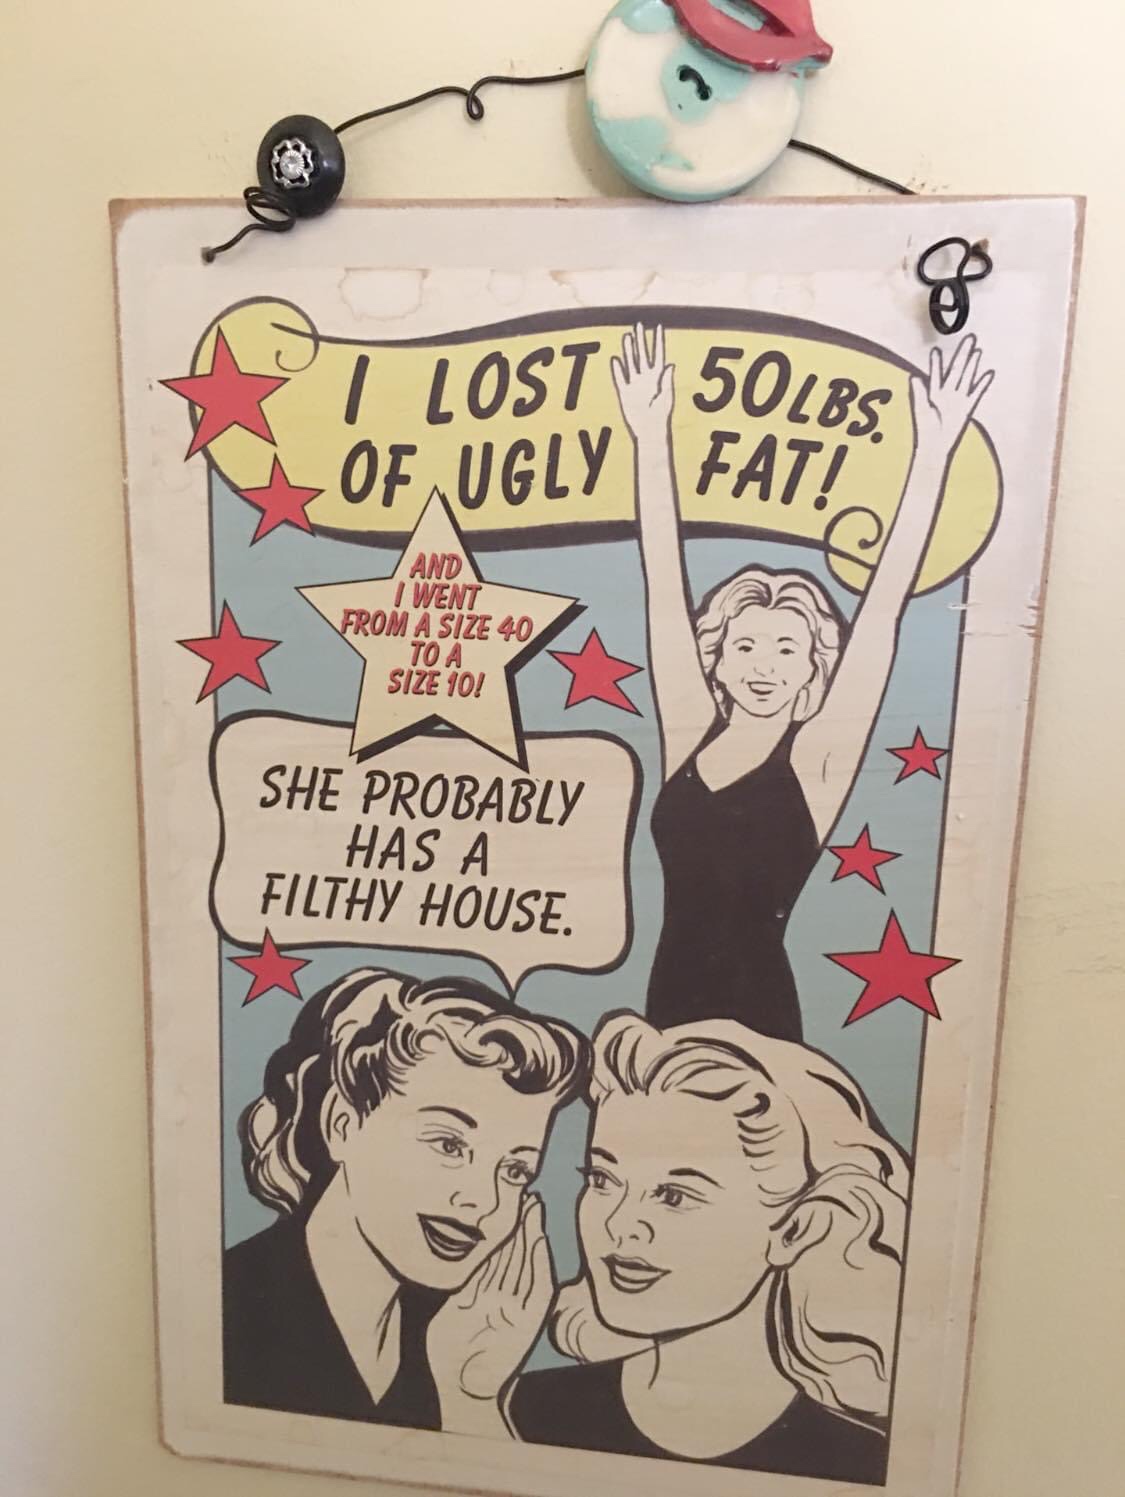 I LOST 50LBS.
OF UGLY FAT!
AND
I WENT
FROM A SIZE 40
TO A
SIZE 10!
SHE PROBABLY
HAS A
FILTHY HOUSE.